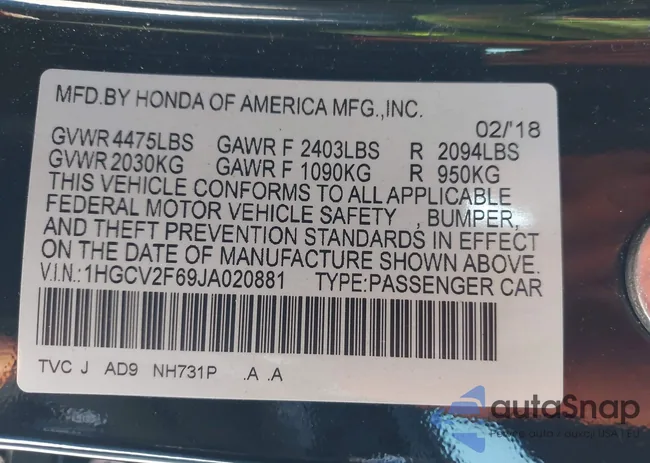 MFD.BY HONDA OF AMERICA MFG.,INC.
02/'18
GVWR 4475LBS GAWR F 2403LBS R 2094LBS
GVWR 2030KG GAWR F 1090KG R 950KG
THIS VEHICLE CONFORMS TO ALL APPLICABLE
FEDERAL MOTOR VEHICLE SAFETY , BUMPER,
AND THEFT PREVENTION STANDARDS IN EFFECT
ON THE DATE OF MANUFACTURE SHOWN ABOVE.
V.I.N.:1HGCV2F69JA020881 TYPE:PASSENGER CAR
TVC J AD9 NH731P .A .A
autaSnap